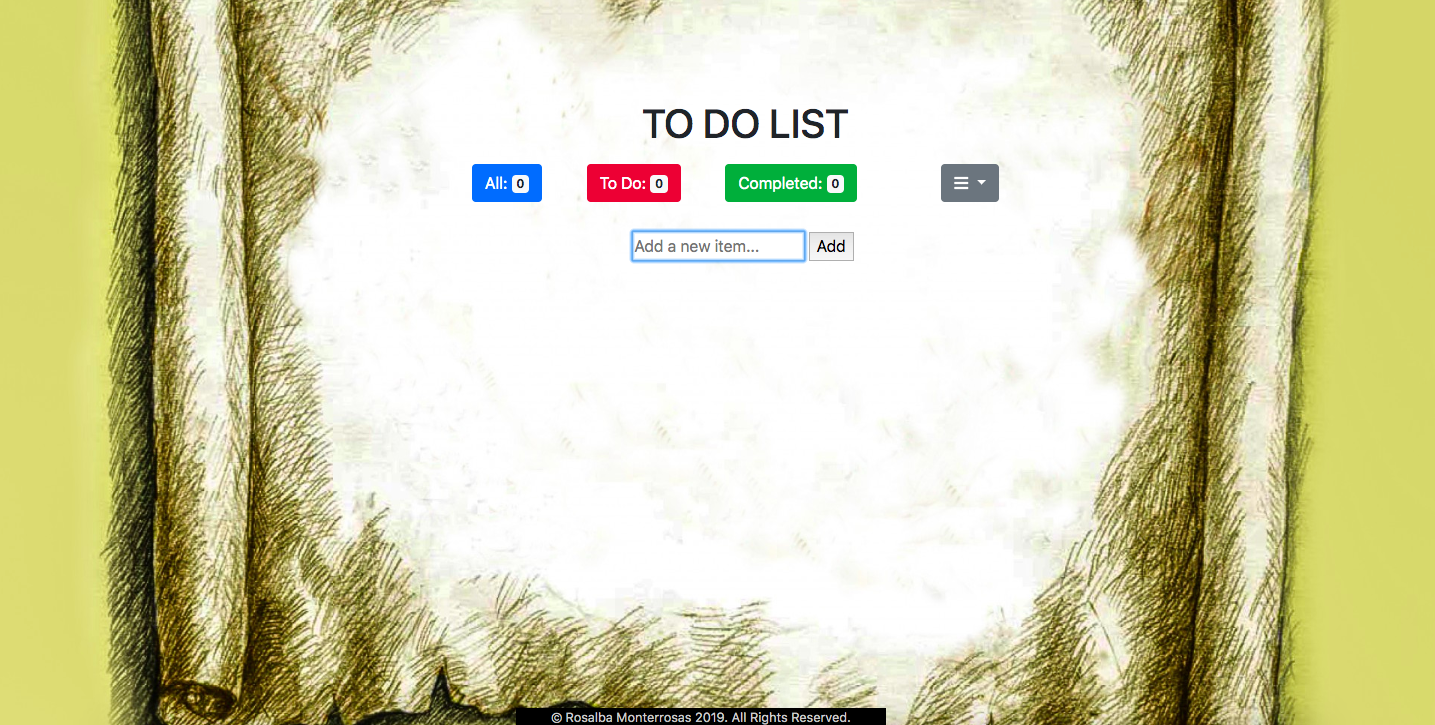 TO DO LIST
All: 0 To Do: 0 Completed: 0
Add a new item... Add
© Rosalba Monterrosas 2019. All Rights Reserved.